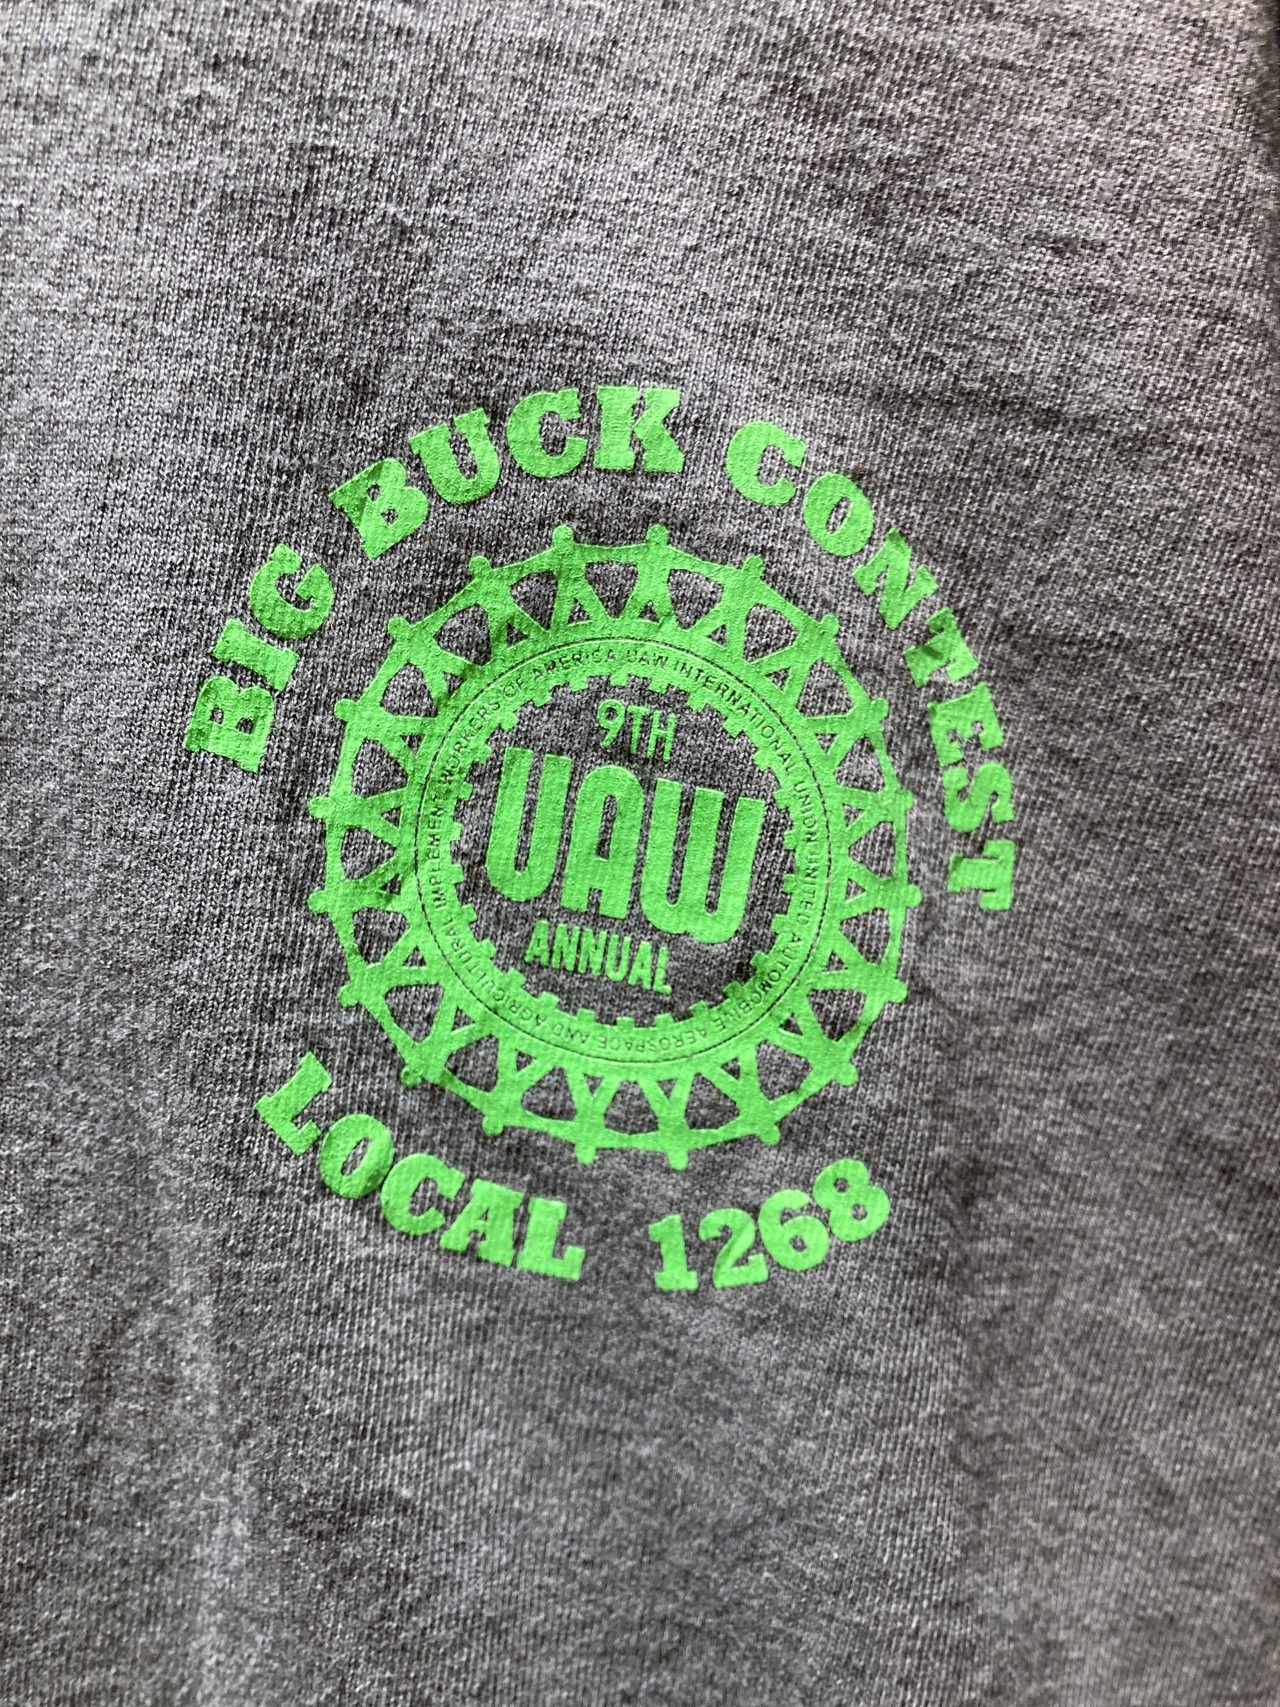 BIG BUCK CONTEST
UAW INTERNATIONAL UNION UNITED AUTOMOTIVE AEROSPACE AND AGRICULTURAL IMPLEMENT WORKERS OF AMERICA
9TH
UAW
ANNUAL
LOCAL 1268